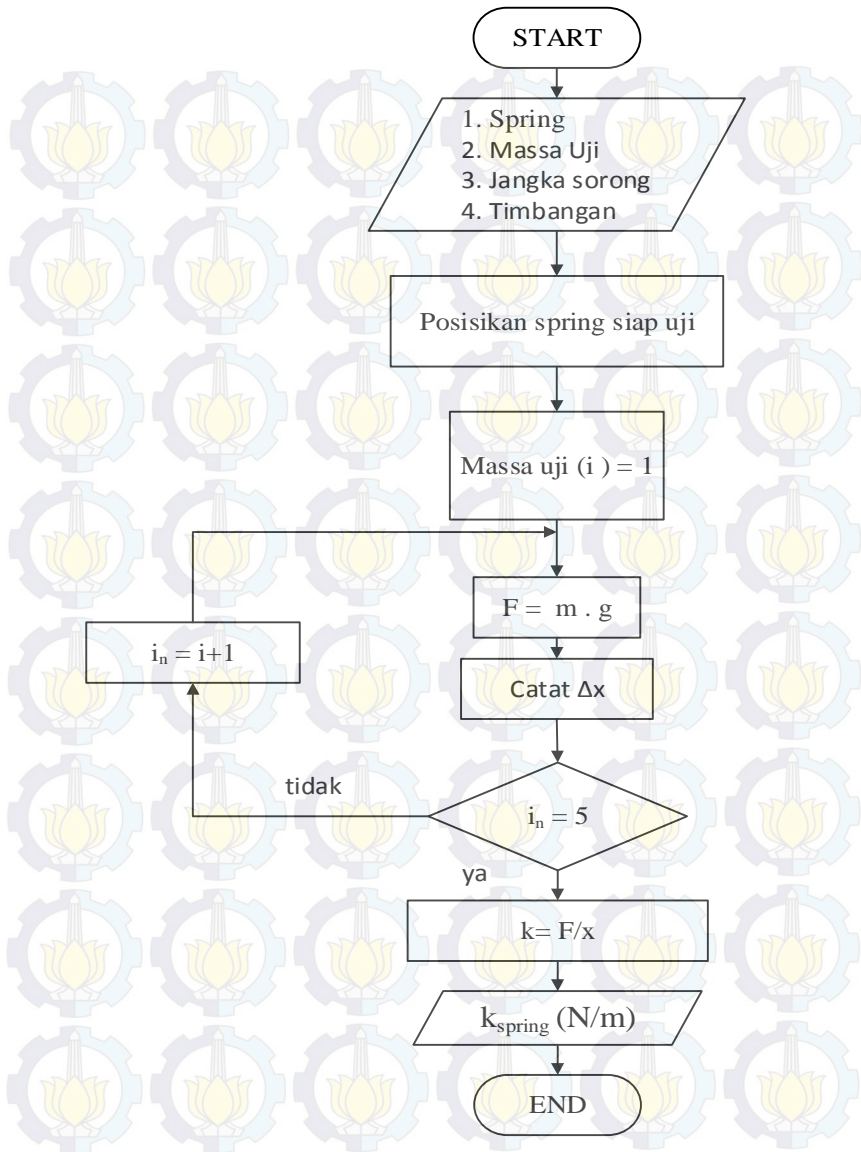 START
1. Spring
2. Massa Uji
3. Jangka sorong
4. Timbangan
Posisikan spring siap uji
Massa uji (i ) = 1
F = m . g
iₙ = i+1
Catat Δx
tidak
iₙ = 5
ya
k= F/x
kspring (N/m)
END